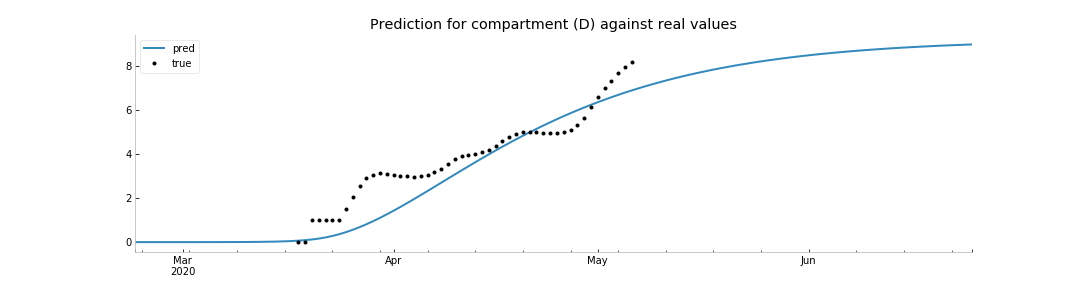 Prediction for compartment (D) against real values
pred
true
8
6
4
2
0
Mar
2020
Apr
May
Jun